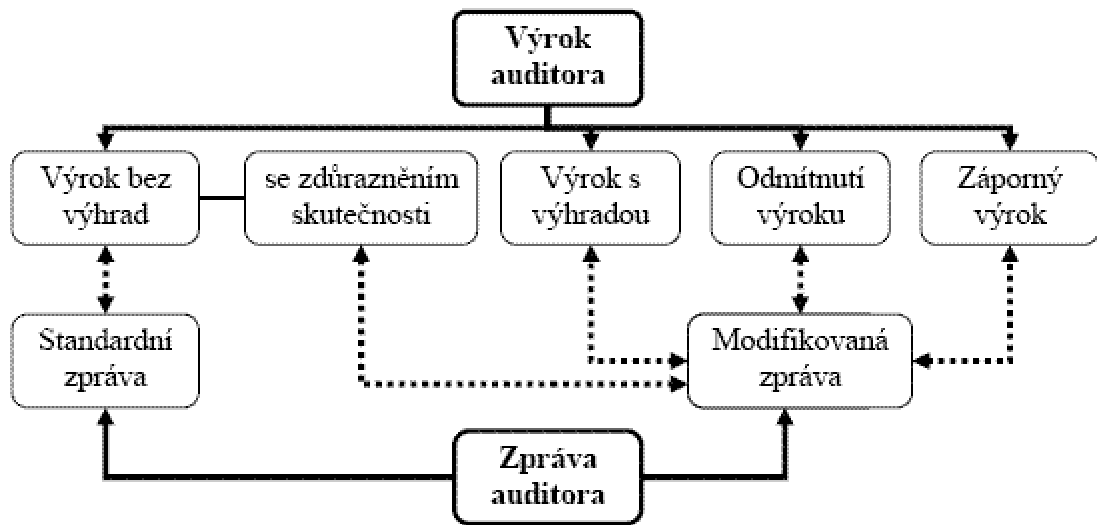 Výrok
auditora
Výrok bez
výhrad
se zdůrazněním
skutečnosti
Výrok s
výhradou
Odmítnutí
výroku
Záporný
výrok
Standardní
zpráva
Modifikovaná
zpráva
Zpráva
auditora